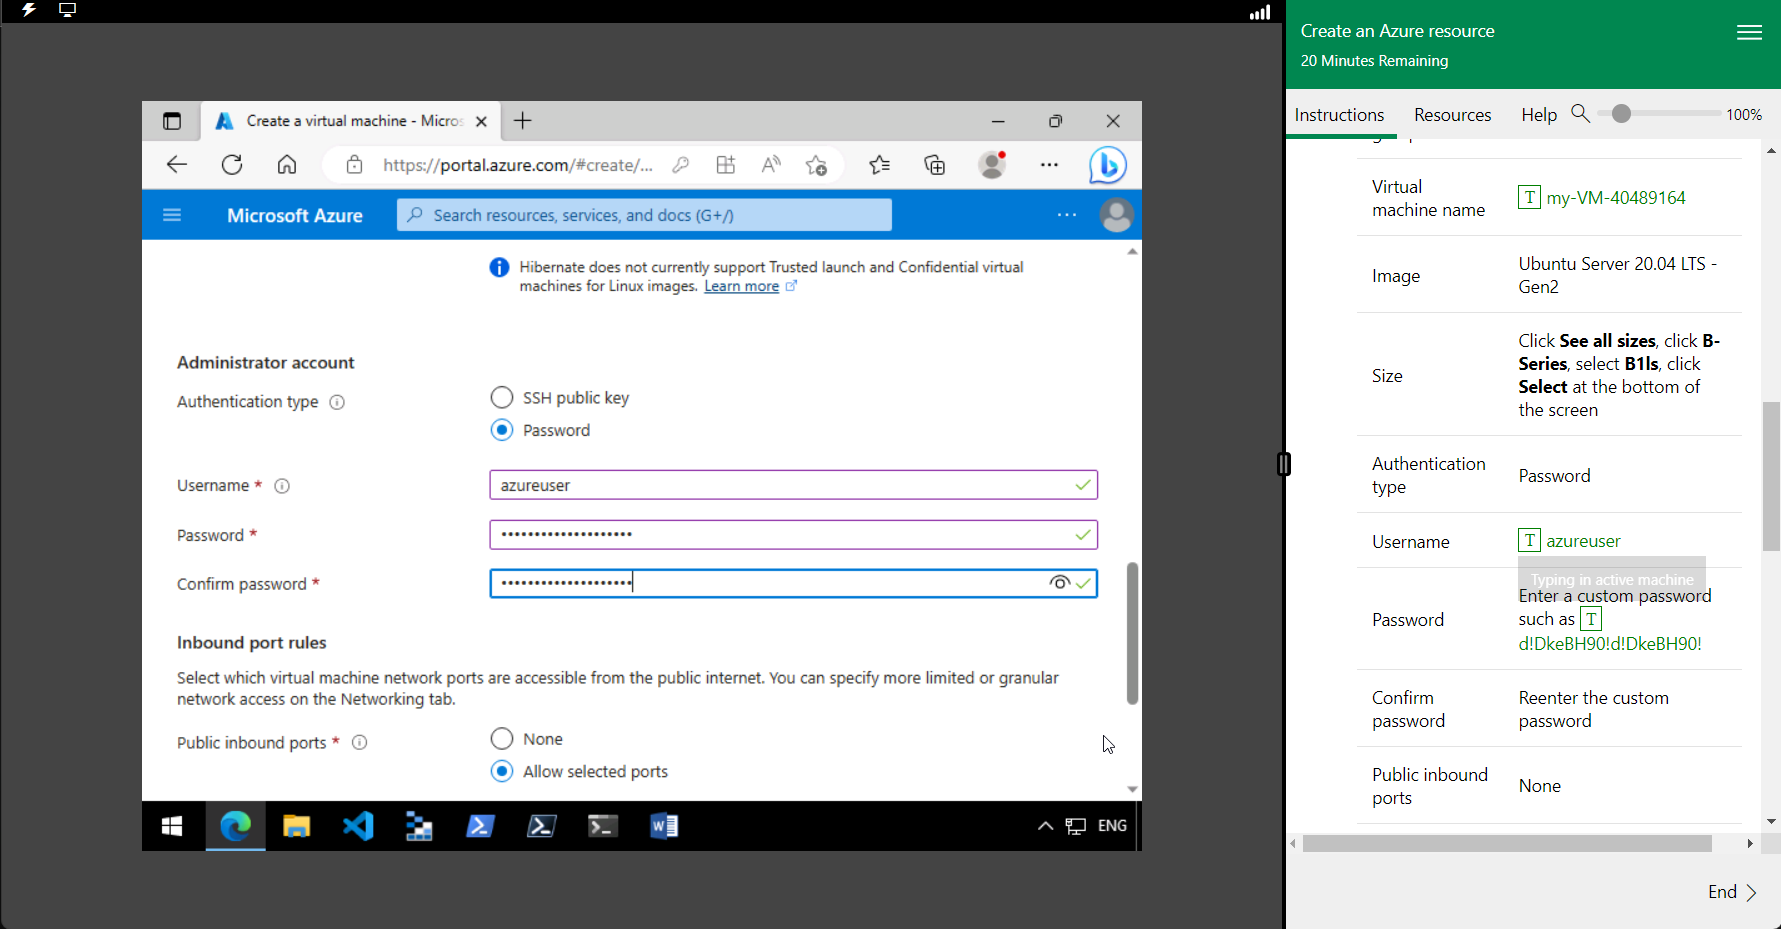 Create a virtual machine - Micros
https://portal.azure.com/#create/...
Microsoft Azure
Search resources, services, and docs (G+/)
Hibernate does not currently support Trusted launch and Confidential virtual
machines for Linux images. Learn more
Administrator account
Authentication type
SSH public key
Password
Username *
azureuser
Password *
••••••••••••••••••••
Confirm password *
••••••••••••••••••••
Inbound port rules
Select which virtual machine network ports are accessible from the public internet. You can specify more limited or granular
network access on the Networking tab.
Public inbound ports *
None
Allow selected ports
ENG
Create an Azure resource
20 Minutes Remaining
Instructions
Resources
Help
100%
Virtual
machine name
T my-VM-40489164
Image
Ubuntu Server 20.04 LTS -
Gen2
Size
Click See all sizes, click B-
Series, select B1ls, click
Select at the bottom of
the screen
Authentication
type
Password
Username
T azureuser
Typing in active machine
Password
Enter a custom password
such as T
d!DkeBH90!d!DkeBH90!
Confirm
password
Reenter the custom
password
Public inbound
ports
None
End